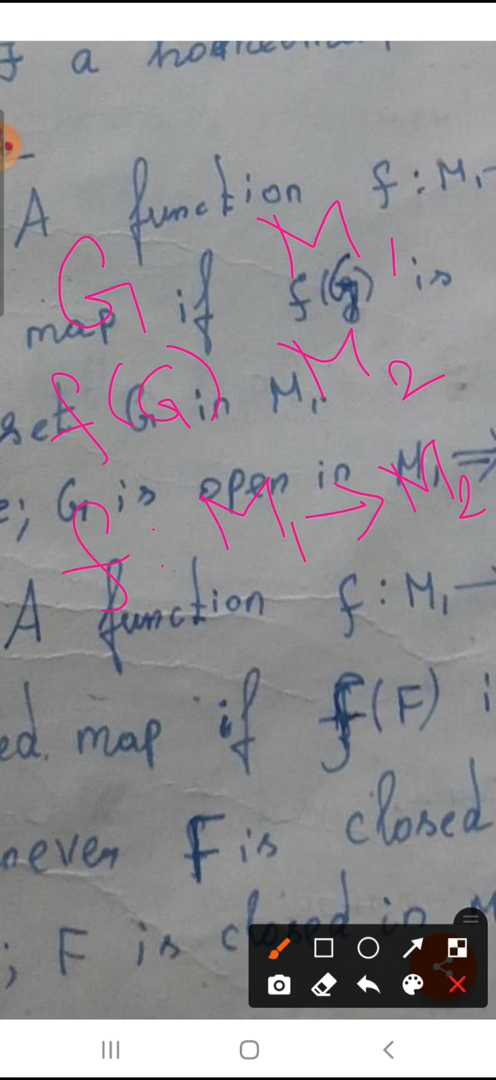 a
A function f : M₁
map if f(G) is
set G in M₁
; G is open in M₁ ⇒
A function f : M₁ →
ed map if f(F) i
never F is closed
; F is closed in M
G M₁
f(G) M₂
f : M₁ → M₂